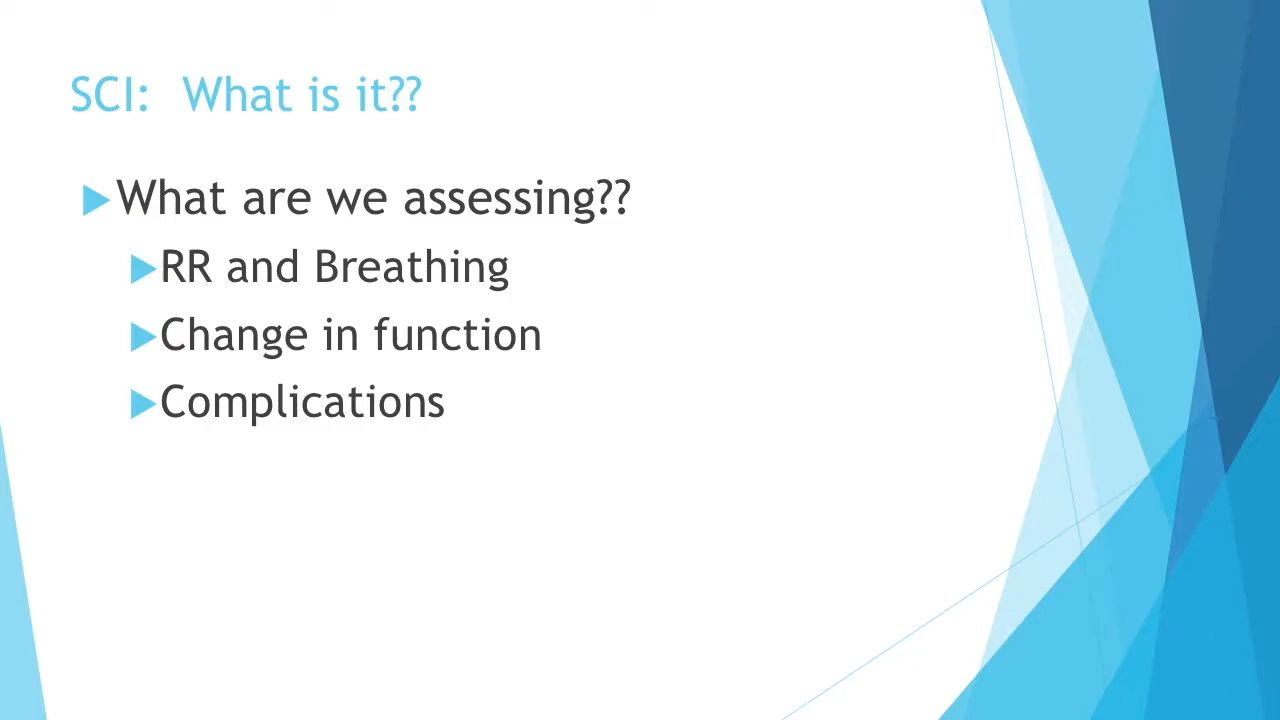 SCI:  What is it??
What are we assessing??
RR and Breathing
Change in function
Complications